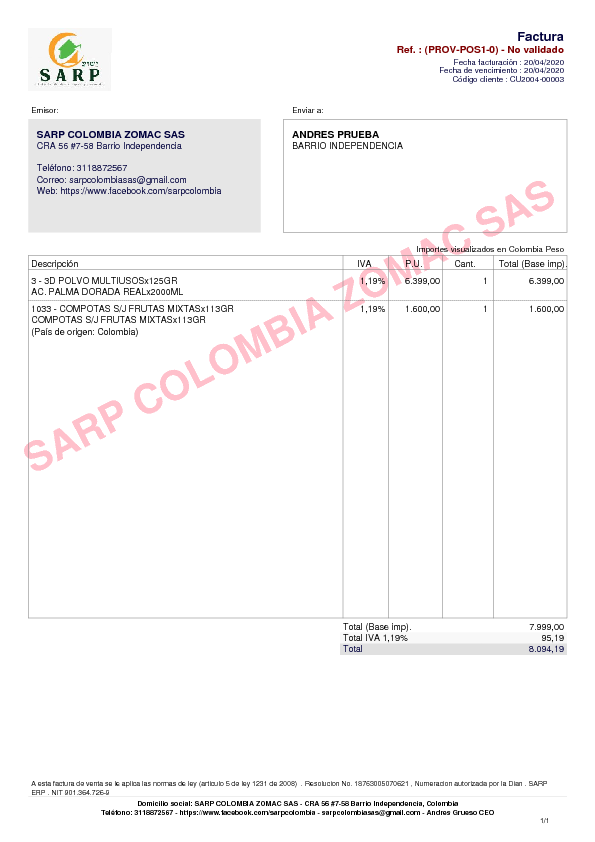 SARP
Factura
Ref. : (PROV-POS1-0) - No validado
Fecha facturación : 20/04/2020
Fecha de vencimiento : 20/04/2020
Código cliente : CU2004-00003
Emisor:
Enviar a:
SARP COLOMBIA ZOMAC SAS
CRA 56 #7-58 Barrio Independencia
Teléfono: 3118872567
Correo: sarpcolombiasas@gmail.com
Web: https://www.facebook.com/sarpcolombia
ANDRES PRUEBA
BARRIO INDEPENDENCIA
Importes visualizados en Colombia Peso
Descripción IVA P.U. Cant. Total (Base imp).
3 - 3D POLVO MULTIUSOSx125GR 1,19% 6.399,00 1 6.399,00
AC. PALMA DORADA REALx2000ML
1033 - COMPOTAS S/J FRUTAS MIXTASx113GR 1,19% 1.600,00 1 1.600,00
COMPOTAS S/J FRUTAS MIXTASx113GR
(País de origen: Colombia)
SARP COLOMBIA ZOMAC SAS
Total (Base imp). 7.999,00
Total IVA 1,19% 95,19
Total 8.094,19
A esta factura de venta se le aplica las normas de ley (articulo 5 de ley 1231 de 2008) . Resolucion No. 18763005070621 , Numeracion autorizada por la Dian . SARP
ERP . NIT 901.364.726-9
Domicilio social: SARP COLOMBIA ZOMAC SAS - CRA 56 #7-58 Barrio Independencia, Colombia
Teléfono: 3118872567 - https://www.facebook.com/sarpcolombia - sarpcolombiasas@gmail.com - Andres Grueso CEO
1/1